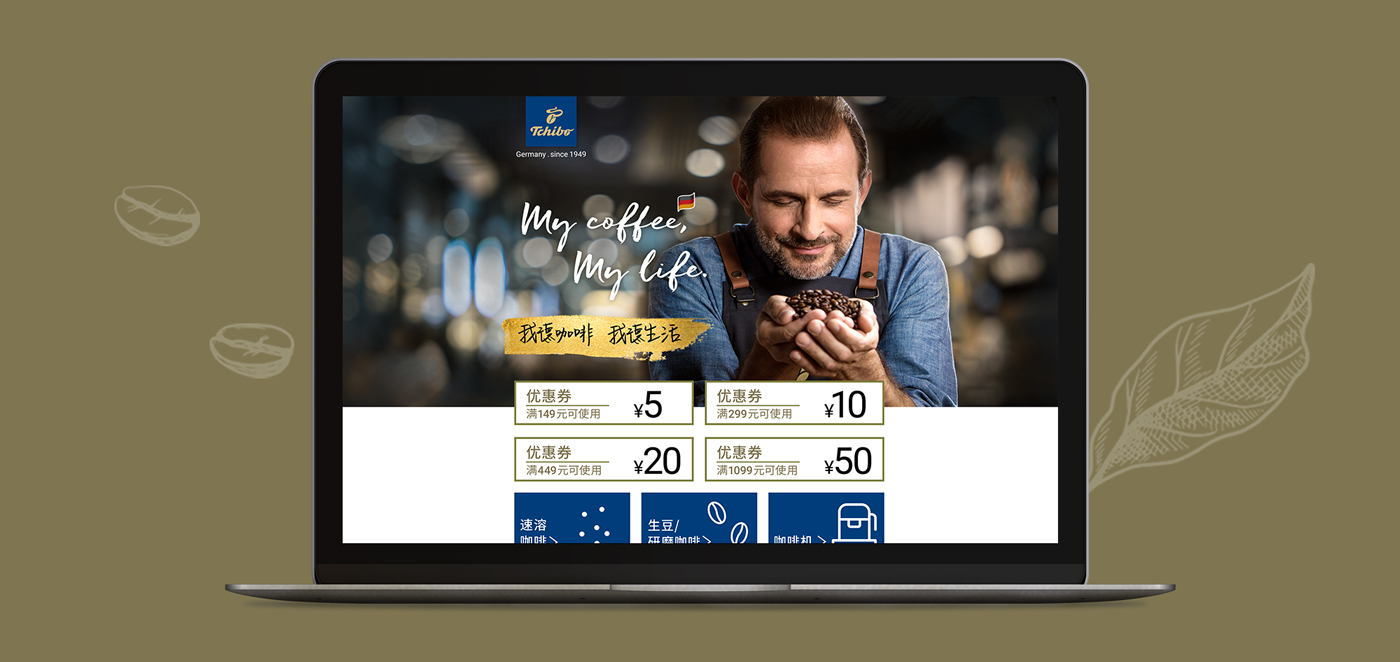 Tchibo
Germany . since 1949
My coffee,
My life.
我懂咖啡 我懂生活
优惠券
满149元可使用
¥5
优惠券
满299元可使用
¥10
优惠券
满449元可使用
¥20
优惠券
满1099元可使用
¥50
速溶
咖啡>
生豆/
研磨咖啡>
咖啡机 >